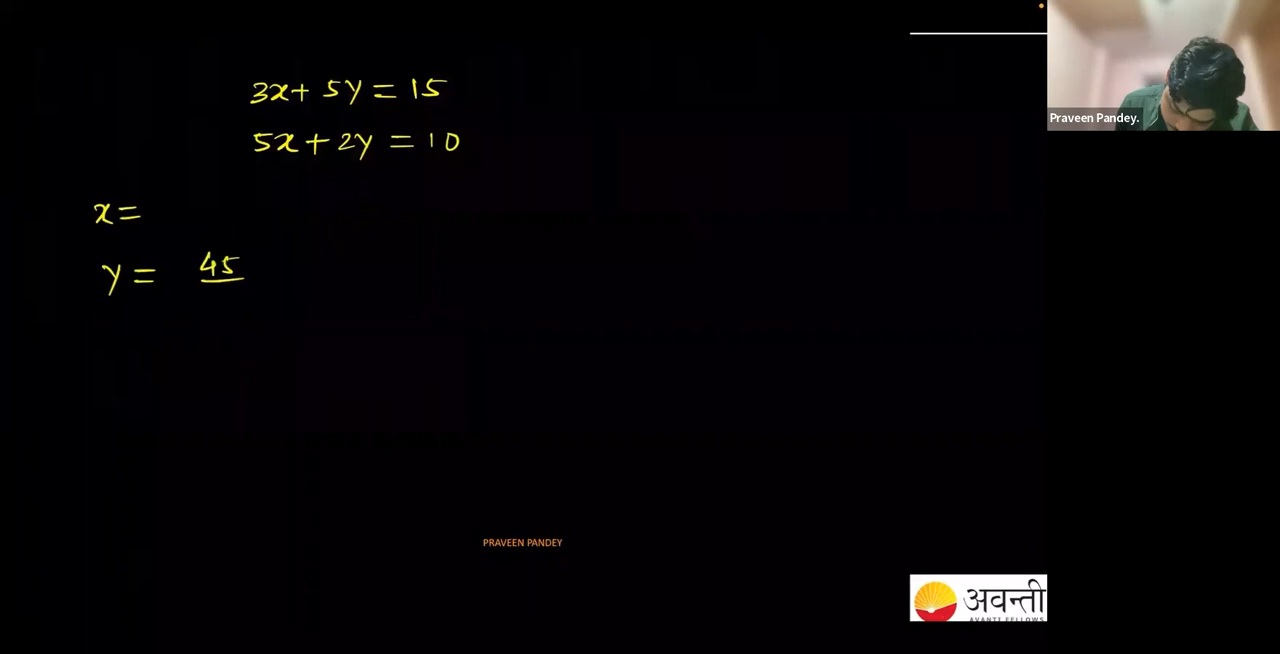 3x + 5y = 15
5x + 2y = 10
x =
y = 45
Praveen Pandey.
PRAVEEN PANDEY
अवन्ती
AVANTI FELLOWS